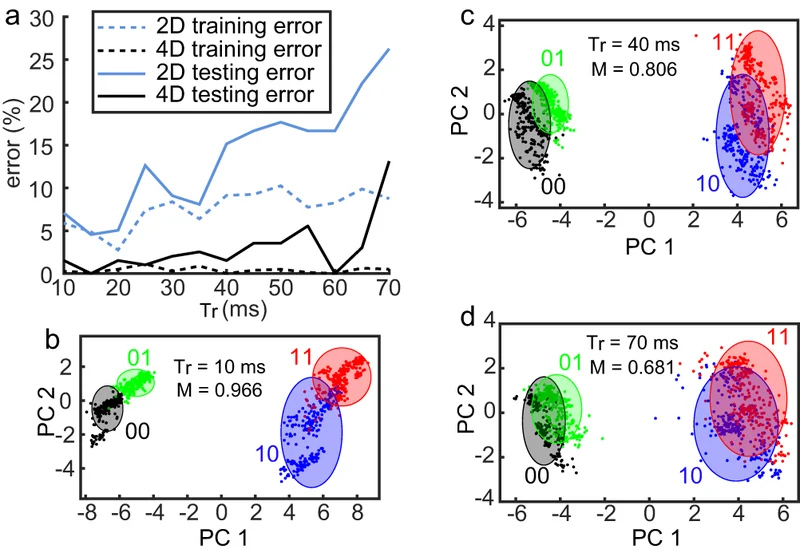 a
30
25
20
15
10
5
0
error (%)
2D training error
4D training error
2D testing error
4D testing error
10 20 30 40 50 60 70
Tr (ms)
b
2
0
-2
-4
PC 2
01
00
11
10
Tr = 10 ms
M = 0.966
-8 -6 -4 -2 0 2 4 6 8
PC 1
c
4
2
0
-2
-4
PC 2
01
00
11
10
Tr = 40 ms
M = 0.806
-6 -4 -2 0 2 4 6
PC 1
d
4
2
0
-2
-4
PC 2
01
00
11
10
Tr = 70 ms
M = 0.681
-6 -4 -2 0 2 4 6
PC 1